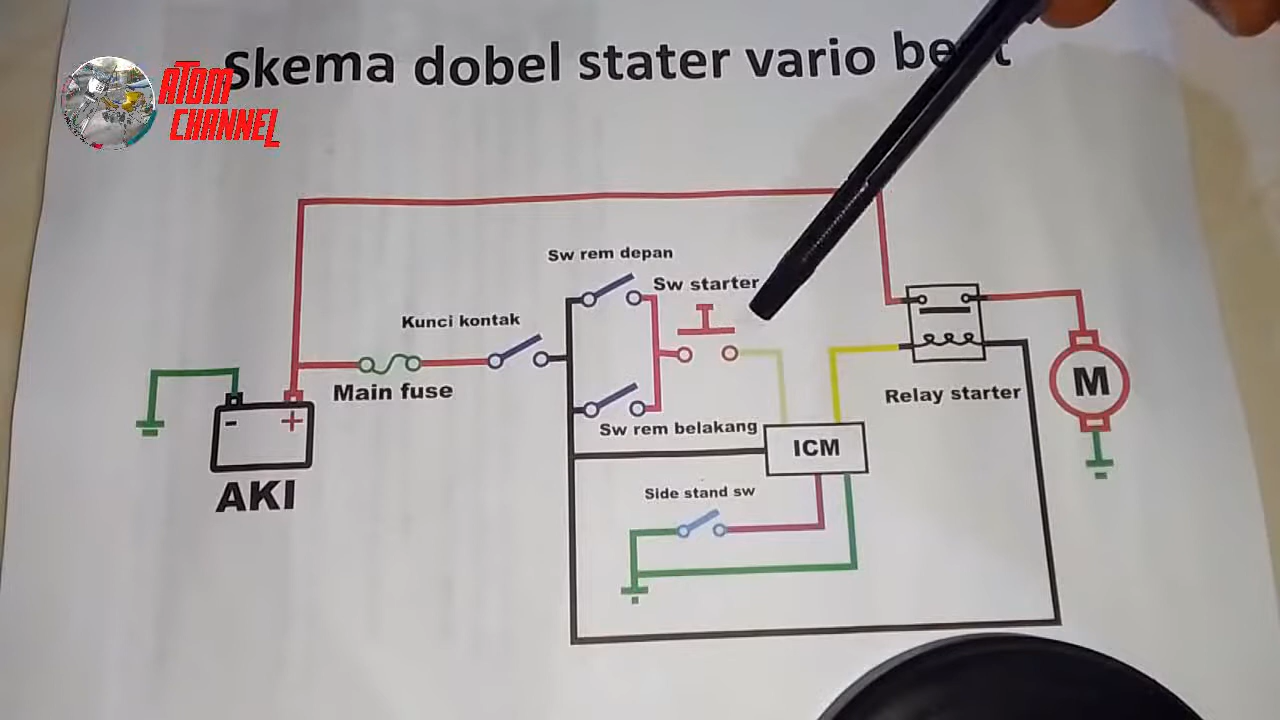 Skema dobel stater vario
ATOM
CHANNEL
Sw rem depan
Sw starter
Kunci kontak
Main fuse
Relay starter
M
- +
Sw rem belakang
ICM
AKI
Side stand sw